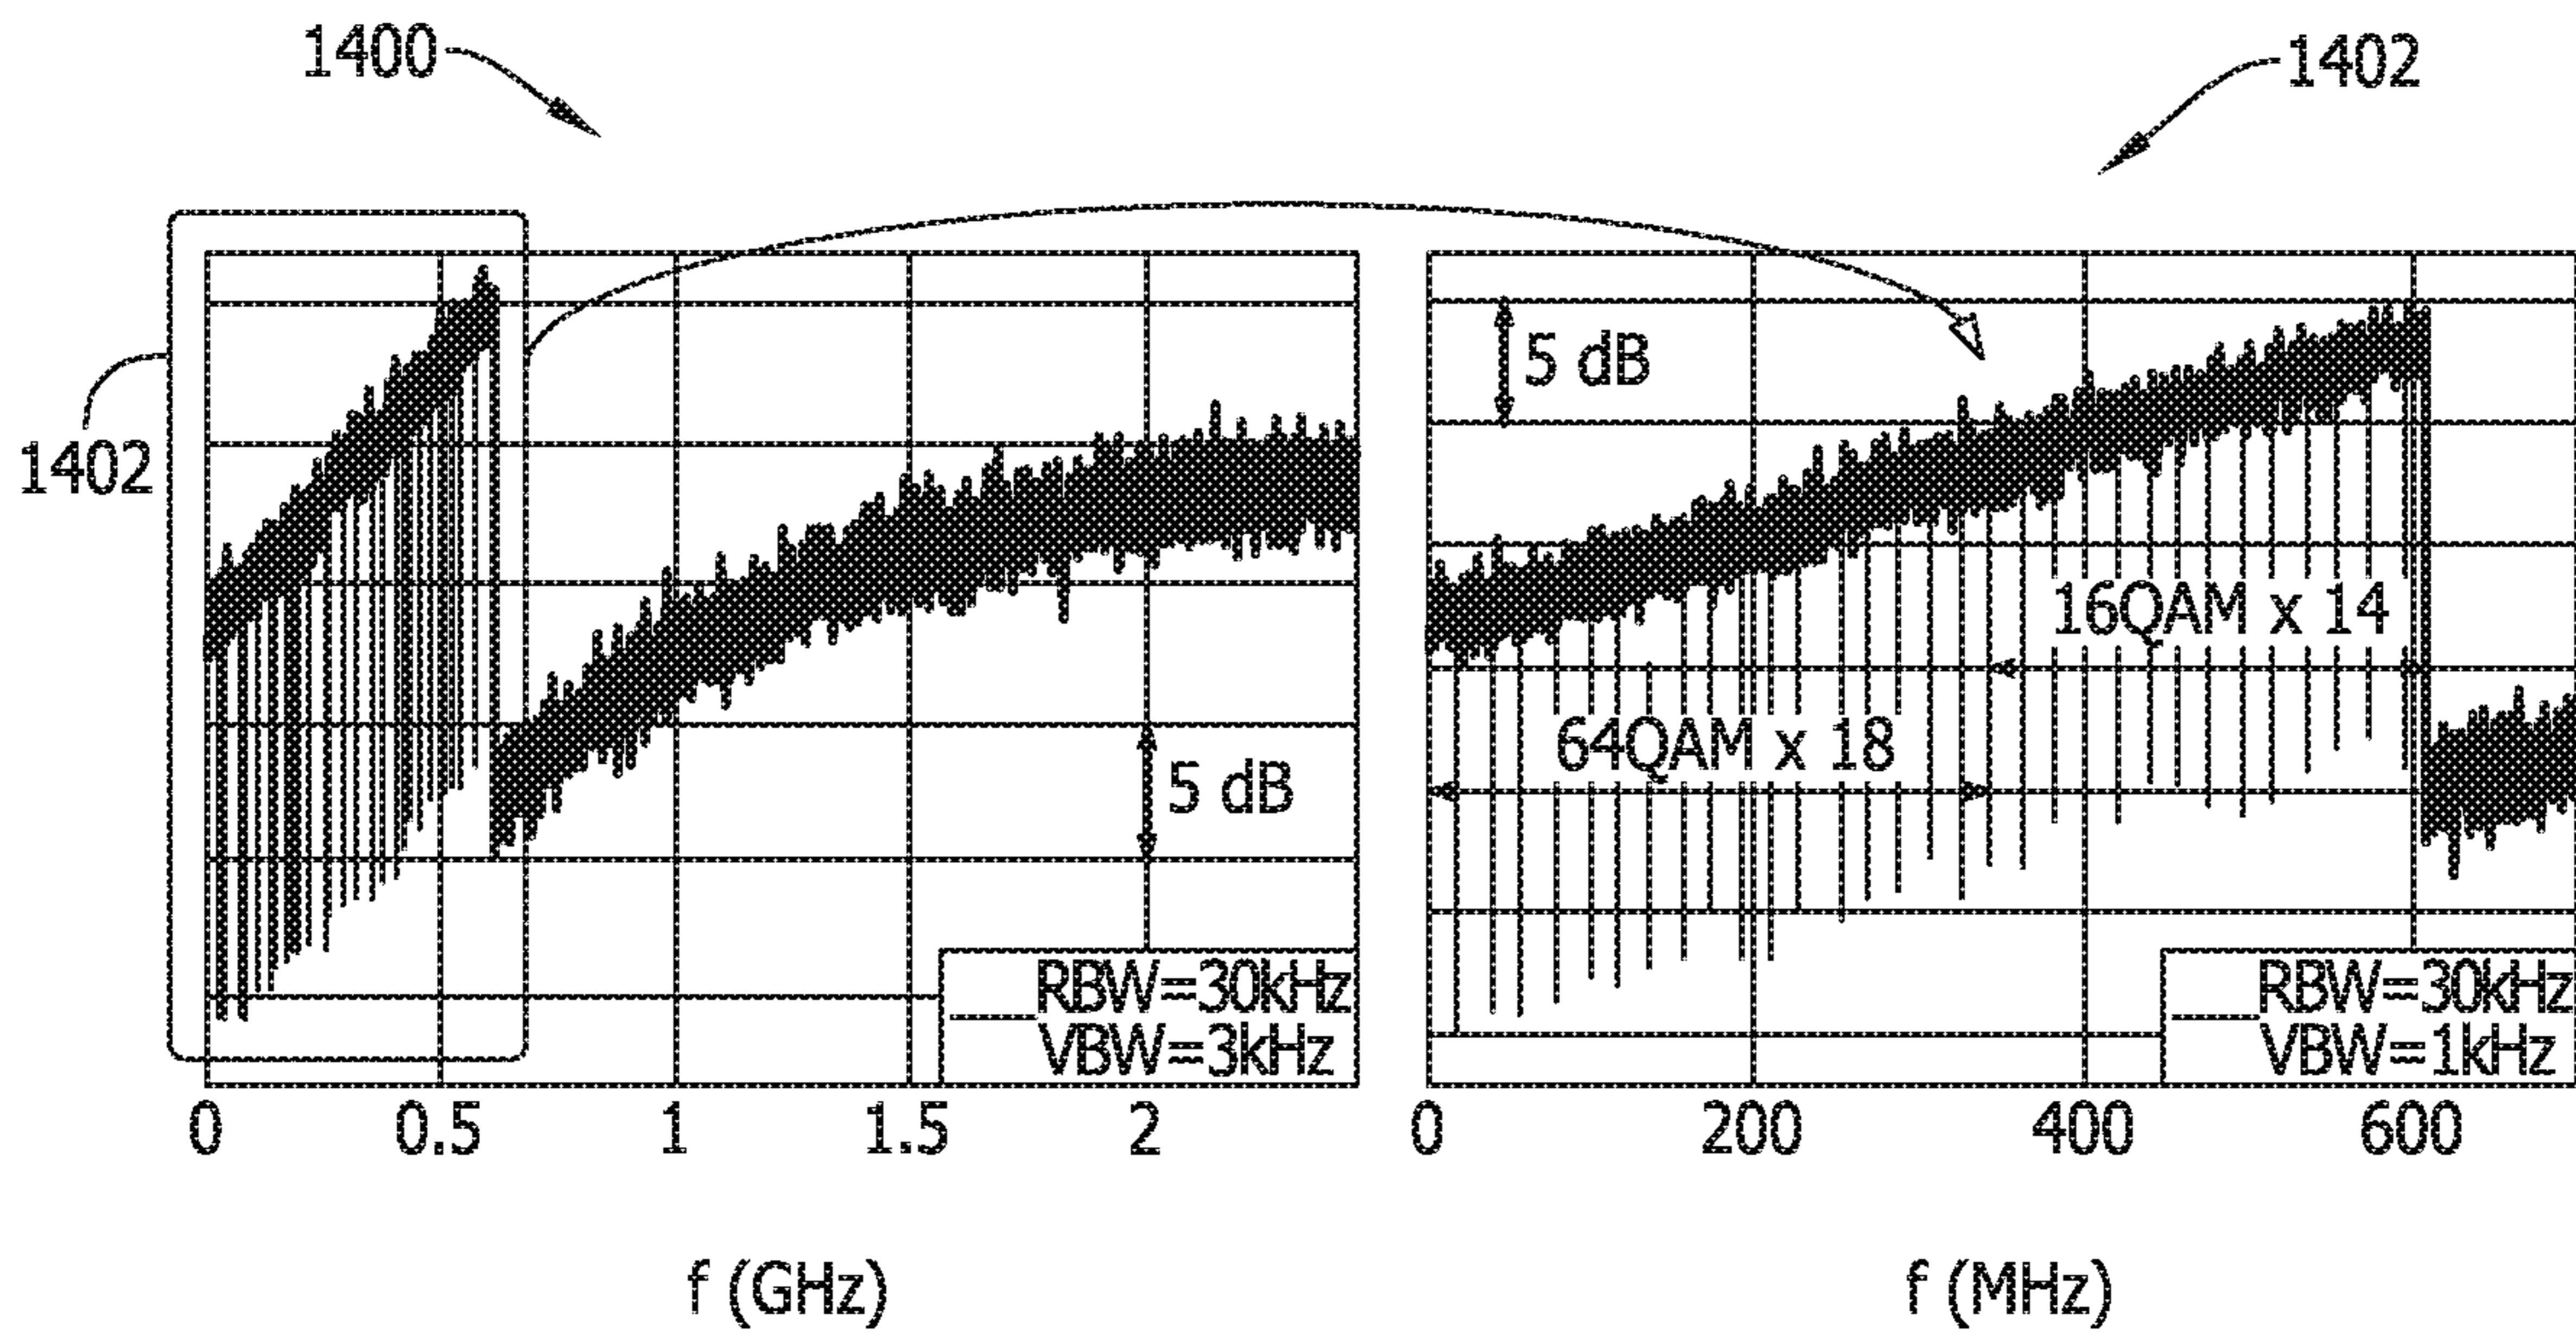 1400
1402
1402
5 dB
16QAM x 14
64QAM x 18
5 dB
RBW=30kHz
VBW=3kHz
RBW=30kHz
VBW=1kHz
0 0.5 1 1.5 2
0 200 400 600
f (GHz)
f (MHz)